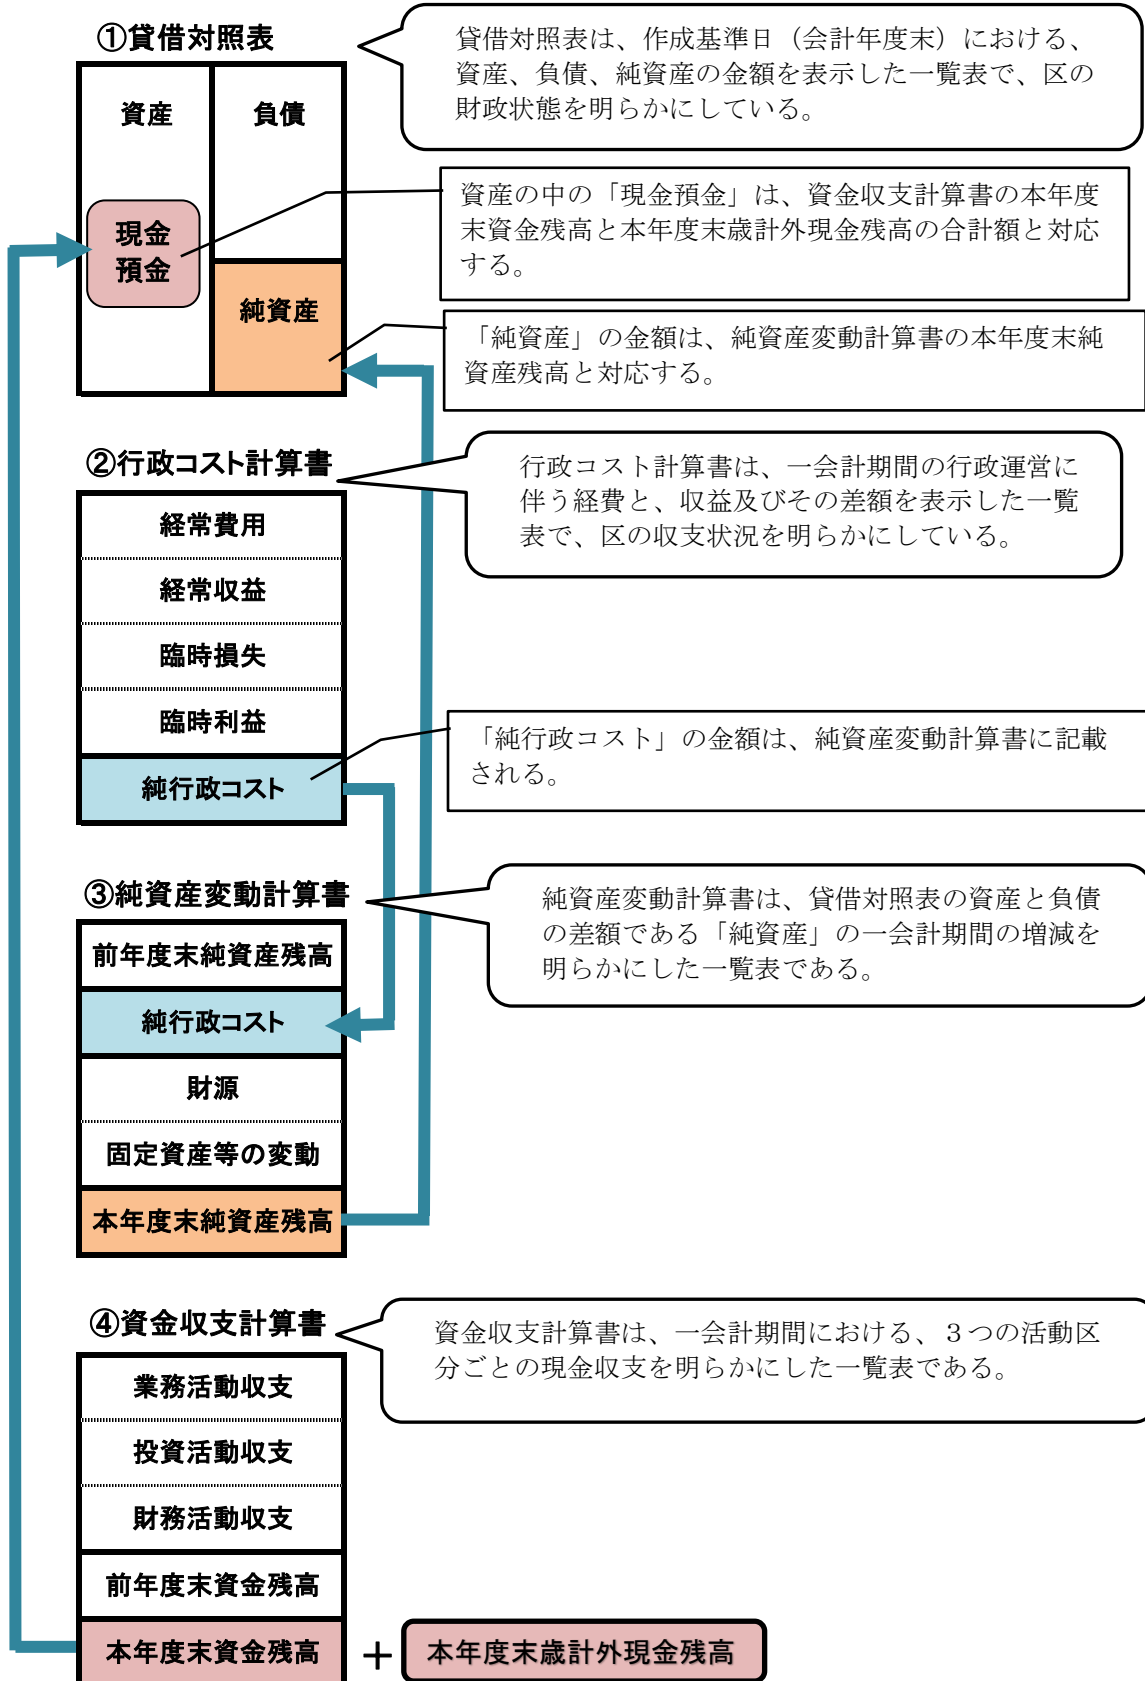 ①貸借対照表
貸借対照表は、作成基準日（会計年度末）における、
資産、負債、純資産の金額を表示した一覧表で、区の
財政状態を明らかにしている。
資産
負債
現金
預金
純資産
資産の中の「現金預金」は、資金収支計算書の本年度
末資金残高と本年度末歳計外現金残高の合計額と対応
する。
「純資産」の金額は、純資産変動計算書の本年度末純
資産残高と対応する。
②行政コスト計算書
行政コスト計算書は、一会計期間の行政運営に
伴う経費と、収益及びその差額を表示した一覧
表で、区の収支状況を明らかにしている。
経常費用
経常収益
臨時損失
臨時利益
純行政コスト
「純行政コスト」の金額は、純資産変動計算書に記載
される。
③純資産変動計算書
純資産変動計算書は、貸借対照表の資産と負債
の差額である「純資産」の一会計期間の増減を
明らかにした一覧表である。
前年度末純資産残高
純行政コスト
財源
固定資産等の変動
本年度末純資産残高
④資金収支計算書
資金収支計算書は、一会計期間における、３つの活動区
分ごとの現金収支を明らかにした一覧表である。
業務活動収支
投資活動収支
財務活動収支
前年度末資金残高
本年度末資金残高 ＋ 本年度末歳計外現金残高